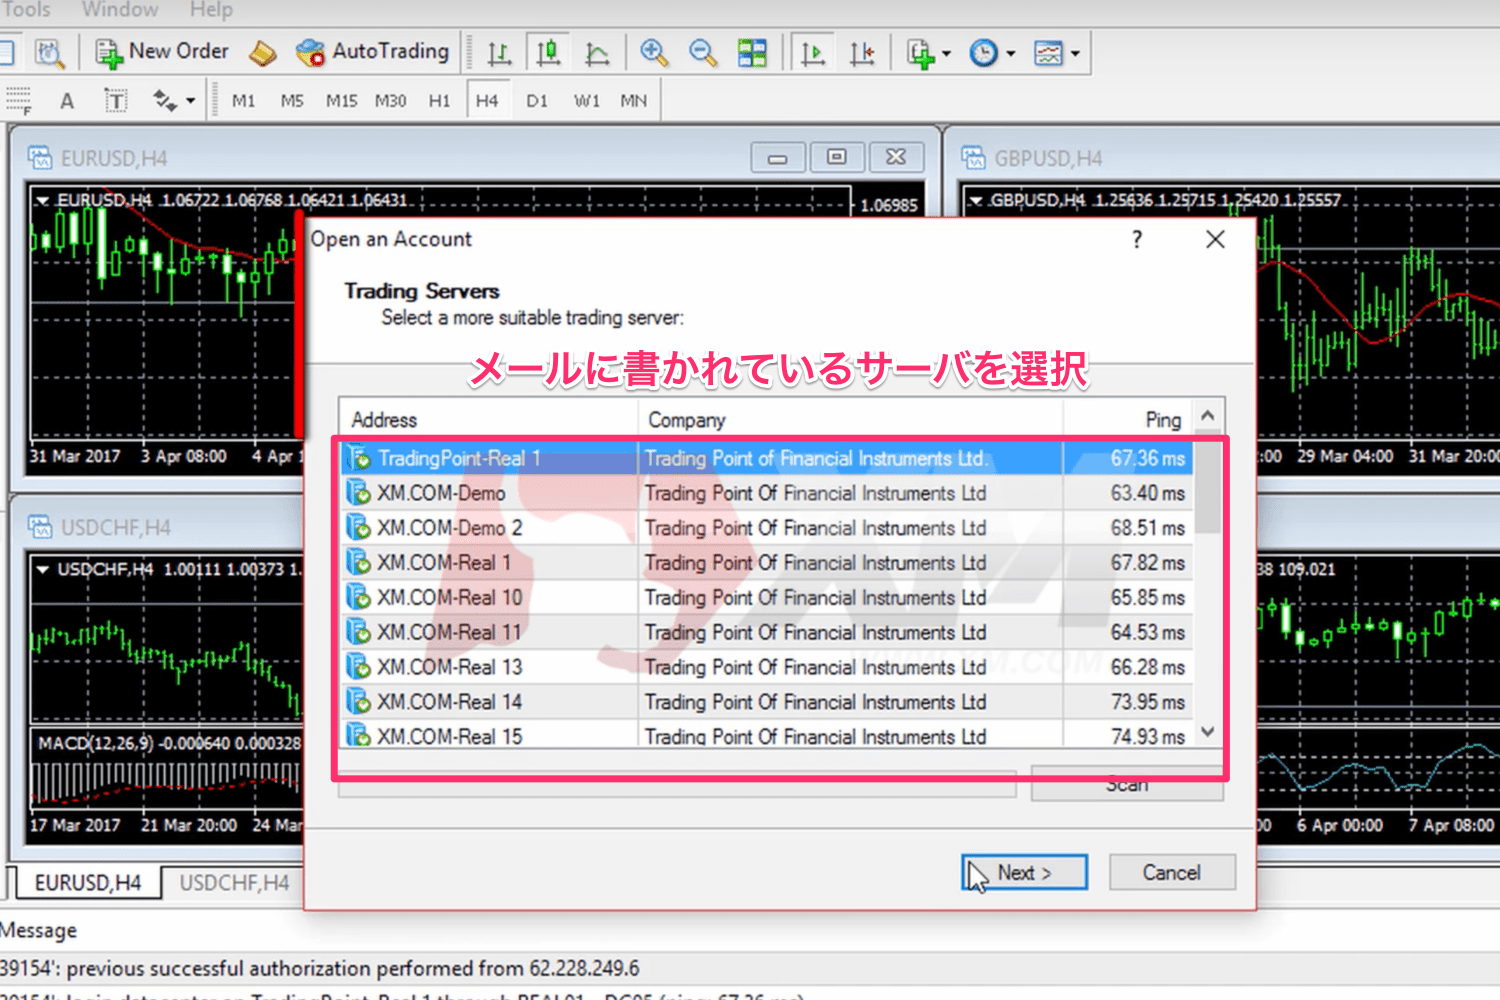 Tools Window Help
New Order AutoTrading
A T M1 M5 M15 M30 H1 H4 D1 W1 MN
EURUSD,H4
GBPUSD,H4
EURUSD,H4 1.06722 1.06768 1.06421 1.06431
1.06985
GBPUSD,H4 1.25636 1.25715 1.25420 1.25557
31 Mar 2017 3 Apr 08:00 4 Apr 1
:00 29 Mar 04:00 31 Mar 20:00
Open an Account ?
Trading Servers
Select a more suitable trading server:
メールに書かれているサーバを選択
Address Company Ping
TradingPoint-Real 1 Trading Point of Financial Instruments Ltd. 67.36 ms
XM.COM-Demo Trading Point Of Financial Instruments Ltd 63.40 ms
XM.COM-Demo 2 Trading Point Of Financial Instruments Ltd 68.51 ms
XM.COM-Real 1 Trading Point Of Financial Instruments Ltd 67.82 ms
XM.COM-Real 10 Trading Point Of Financial Instruments Ltd 65.85 ms
XM.COM-Real 11 Trading Point Of Financial Instruments Ltd 64.53 ms
XM.COM-Real 13 Trading Point Of Financial Instruments Ltd 66.28 ms
XM.COM-Real 14 Trading Point Of Financial Instruments Ltd 73.95 ms
XM.COM-Real 15 Trading Point Of Financial Instruments Ltd 74.93 ms
XM
WWW.XM.COM
Scan
Next > Cancel
USDCHF,H4
USDCHF,H4 1.00111 1.00373 1.
38 109.021
MACD(12,26,9) -0.000640 0.000328
17 Mar 2017 21 Mar 20:00 24 Mar
00 6 Apr 00:00 7 Apr 08:00
EURUSD,H4 USDCHF,H4
Message
39154': previous successful authorization performed from 62.228.249.6